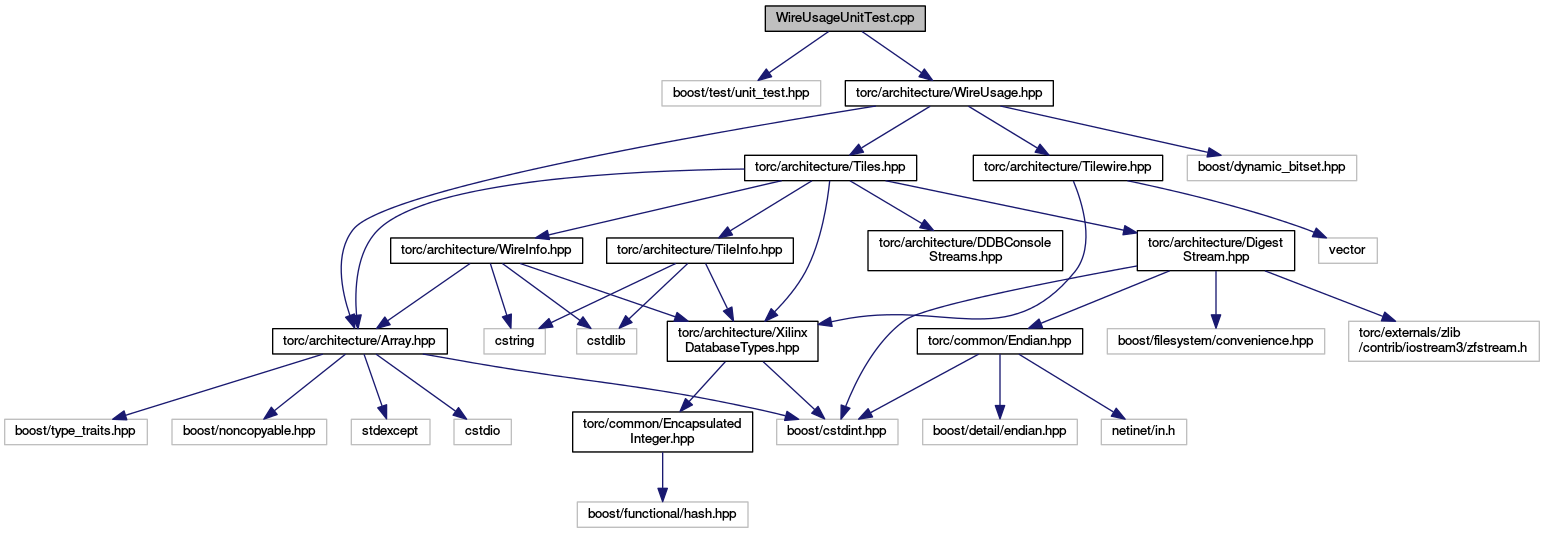 WireUsageUnitTest.cpp
boost/test/unit_test.hpp
torc/architecture/WireUsage.hpp
torc/architecture/Tiles.hpp
torc/architecture/Tilewire.hpp
boost/dynamic_bitset.hpp
torc/architecture/WireInfo.hpp
torc/architecture/TileInfo.hpp
torc/architecture/DDBConsole
Streams.hpp
torc/architecture/Digest
Stream.hpp
vector
torc/architecture/Array.hpp
cstring
cstdlib
torc/architecture/Xilinx
DatabaseTypes.hpp
torc/common/Endian.hpp
boost/filesystem/convenience.hpp
torc/externals/zlib
/contrib/iostream3/zfstream.h
boost/type_traits.hpp
boost/noncopyable.hpp
stdexcept
cstdio
torc/common/Encapsulated
Integer.hpp
boost/cstdint.hpp
boost/detail/endian.hpp
netinet/in.h
boost/functional/hash.hpp